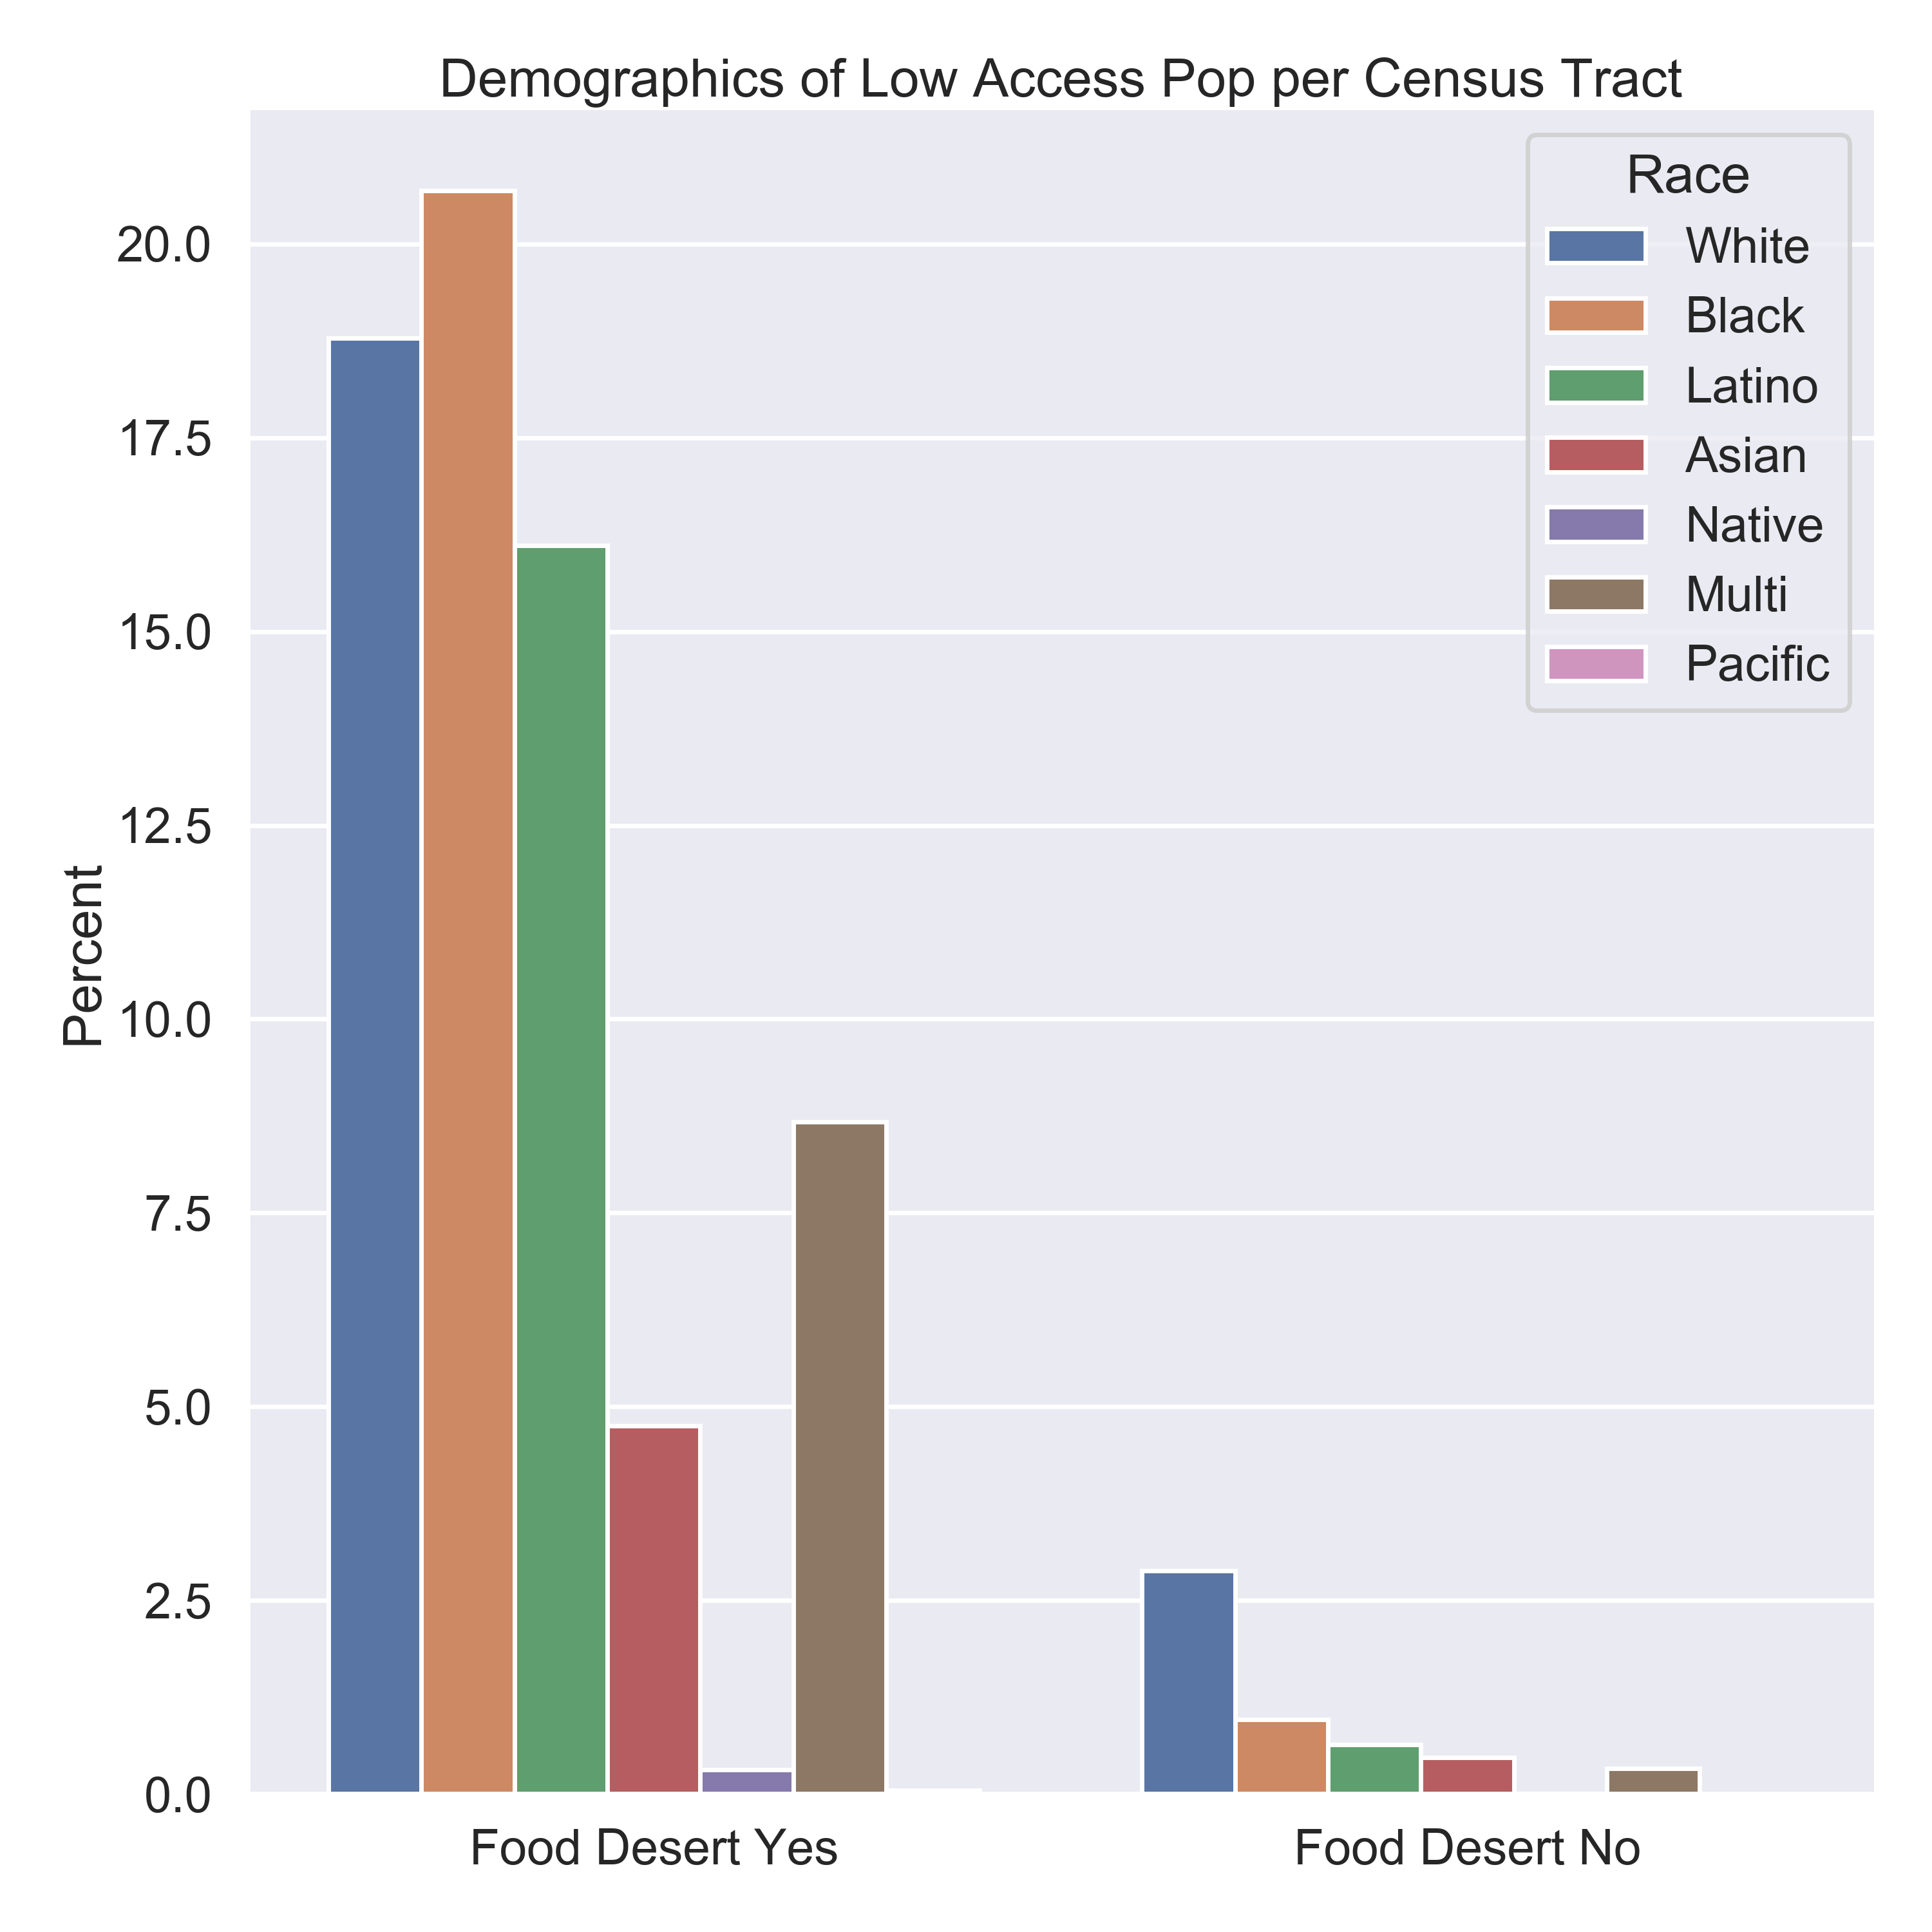 Demographics of Low Access Pop per Census Tract
Race
White
Black
Latino
Asian
Native
Multi
Pacific
Percent
20.0
17.5
15.0
12.5
10.0
7.5
5.0
2.5
0.0
Food Desert Yes
Food Desert No